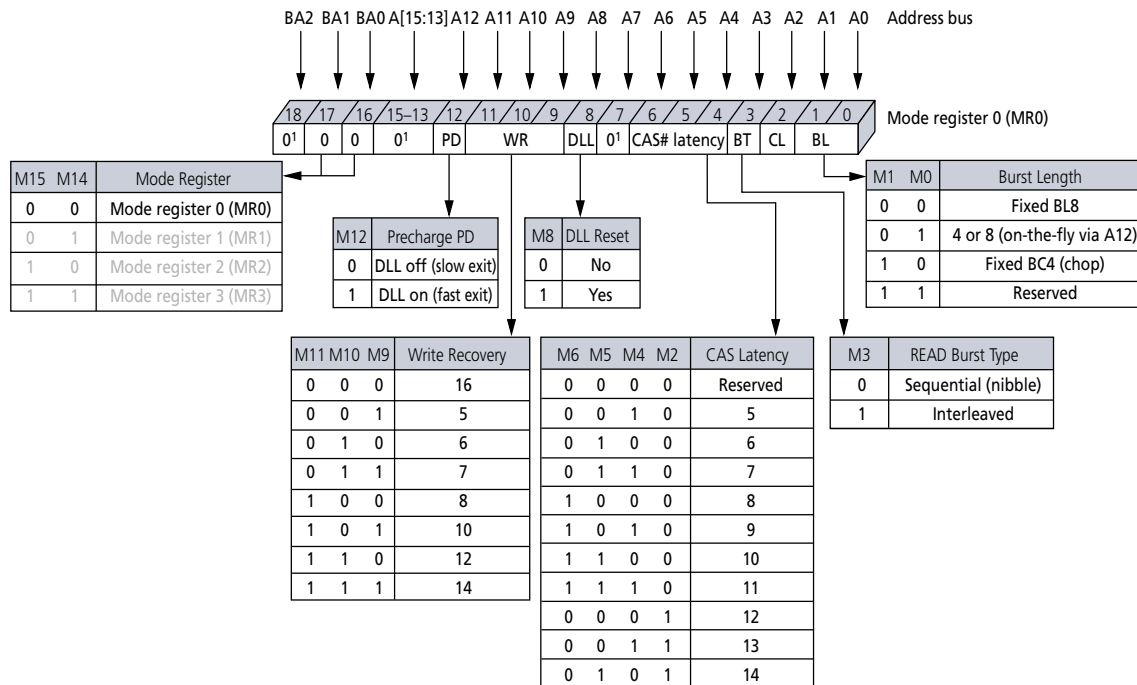 BA2 BA1 BA0 A[15:13] A12 A11 A10 A9 A8 A7 A6 A5 A4 A3 A2 A1 A0 Address bus
18 17 16 15–13 12 11 10 9 8 7 6 5 4 3 2 1 0 Mode register 0 (MR0)
0¹ 0 0 0¹ PD WR DLL 0¹ CAS# latency BT CL BL
M15 M14 Mode Register
0 0 Mode register 0 (MR0)
0 1 Mode register 1 (MR1)
1 0 Mode register 2 (MR2)
1 1 Mode register 3 (MR3)
M12 Precharge PD
0 DLL off (slow exit)
1 DLL on (fast exit)
M8 DLL Reset
0 No
1 Yes
M1 M0 Burst Length
0 0 Fixed BL8
0 1 4 or 8 (on-the-fly via A12)
1 0 Fixed BC4 (chop)
1 1 Reserved
M11 M10 M9 Write Recovery
0 0 0 16
0 0 1 5
0 1 0 6
0 1 1 7
1 0 0 8
1 0 1 10
1 1 0 12
1 1 1 14
M6 M5 M4 M2 CAS Latency
0 0 0 0 Reserved
0 0 1 0 5
0 1 0 0 6
0 1 1 0 7
1 0 0 0 8
1 0 1 0 9
1 1 0 0 10
1 1 1 0 11
0 0 0 1 12
0 0 1 1 13
0 1 0 1 14
M3 READ Burst Type
0 Sequential (nibble)
1 Interleaved